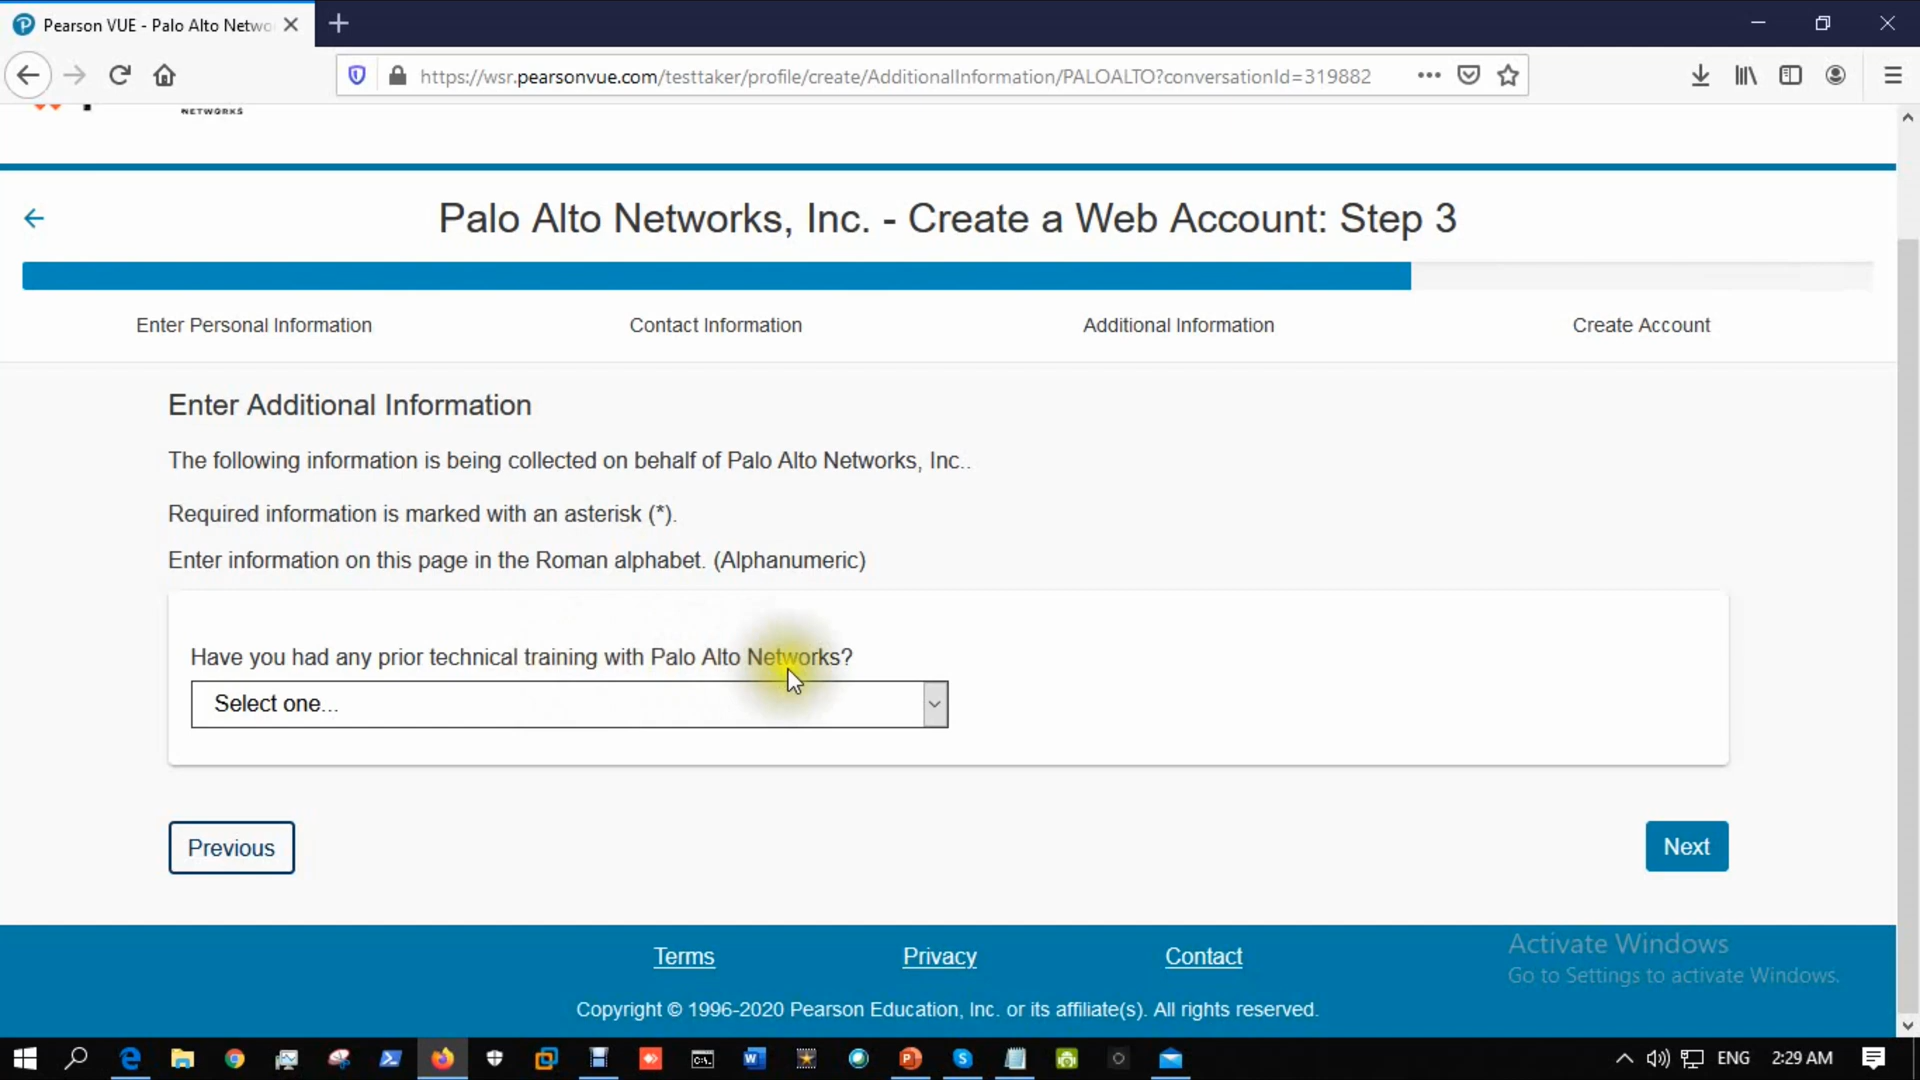 Pearson VUE - Palo Alto Netwo
https://wsr.pearsonvue.com/testtaker/profile/create/AdditionalInformation/PALOALTO?conversationId=319882
NETWORKS
Palo Alto Networks, Inc. - Create a Web Account: Step 3
Enter Personal Information
Contact Information
Additional Information
Create Account
Enter Additional Information
The following information is being collected on behalf of Palo Alto Networks, Inc..
Required information is marked with an asterisk (*).
Enter information on this page in the Roman alphabet. (Alphanumeric)
Have you had any prior technical training with Palo Alto Networks?
Select one...
Previous
Next
Terms
Privacy
Contact
Activate Windows
Go to Settings to activate Windows.
Copyright © 1996-2020 Pearson Education, Inc. or its affiliate(s). All rights reserved.
ENG
2:29 AM